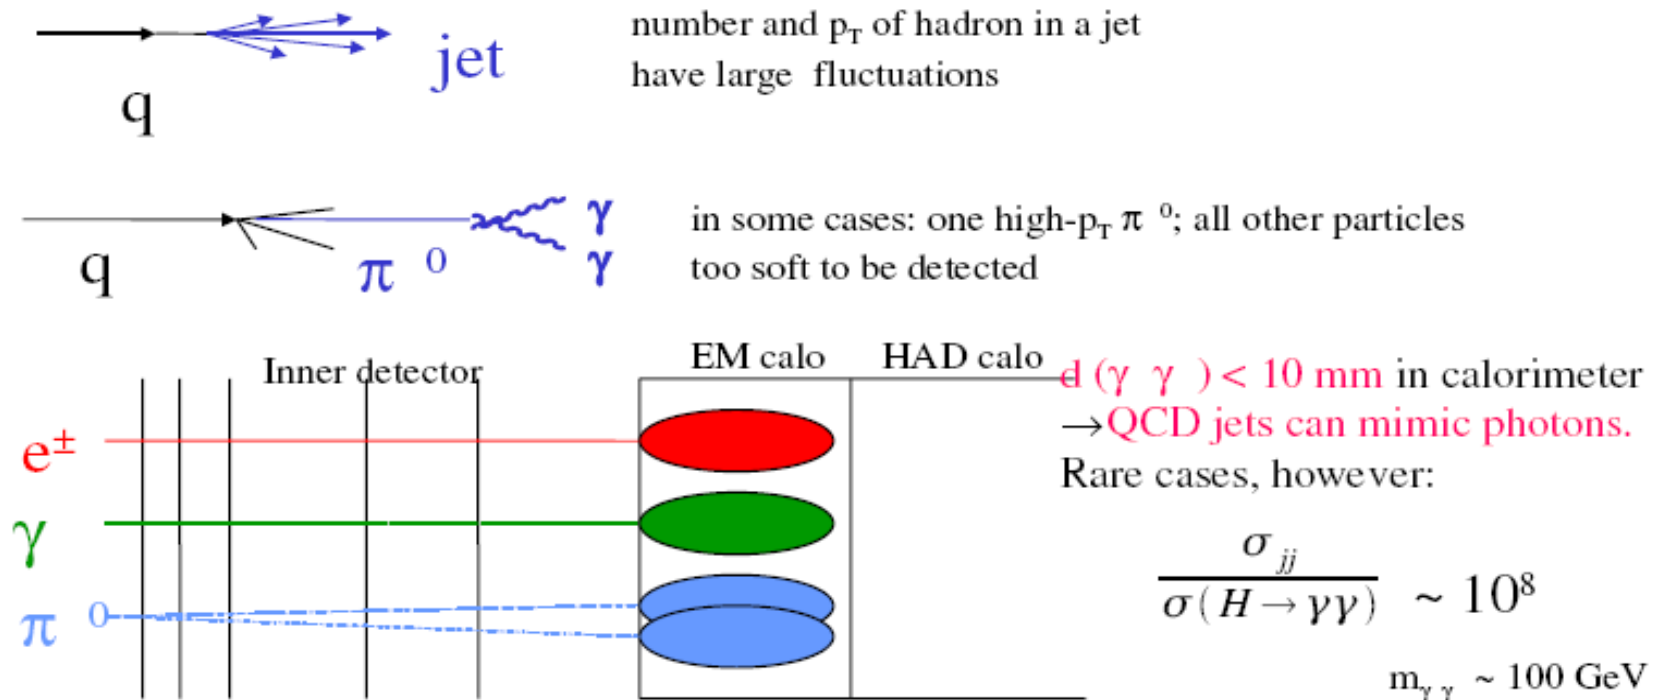 number and pT of hadron in a jet
jet
have large fluctuations
q
γ
in some cases: one high-pT π 0; all other particles
q
π 0
γ
too soft to be detected
Inner detector
EM calo
HAD calo
d (γ γ ) < 10 mm in calorimeter
→QCD jets can mimic photons.
e±
Rare cases, however:
γ
σ jj
σ( H → γγ)
~ 10⁸
π 0
mγ γ ~ 100 GeV